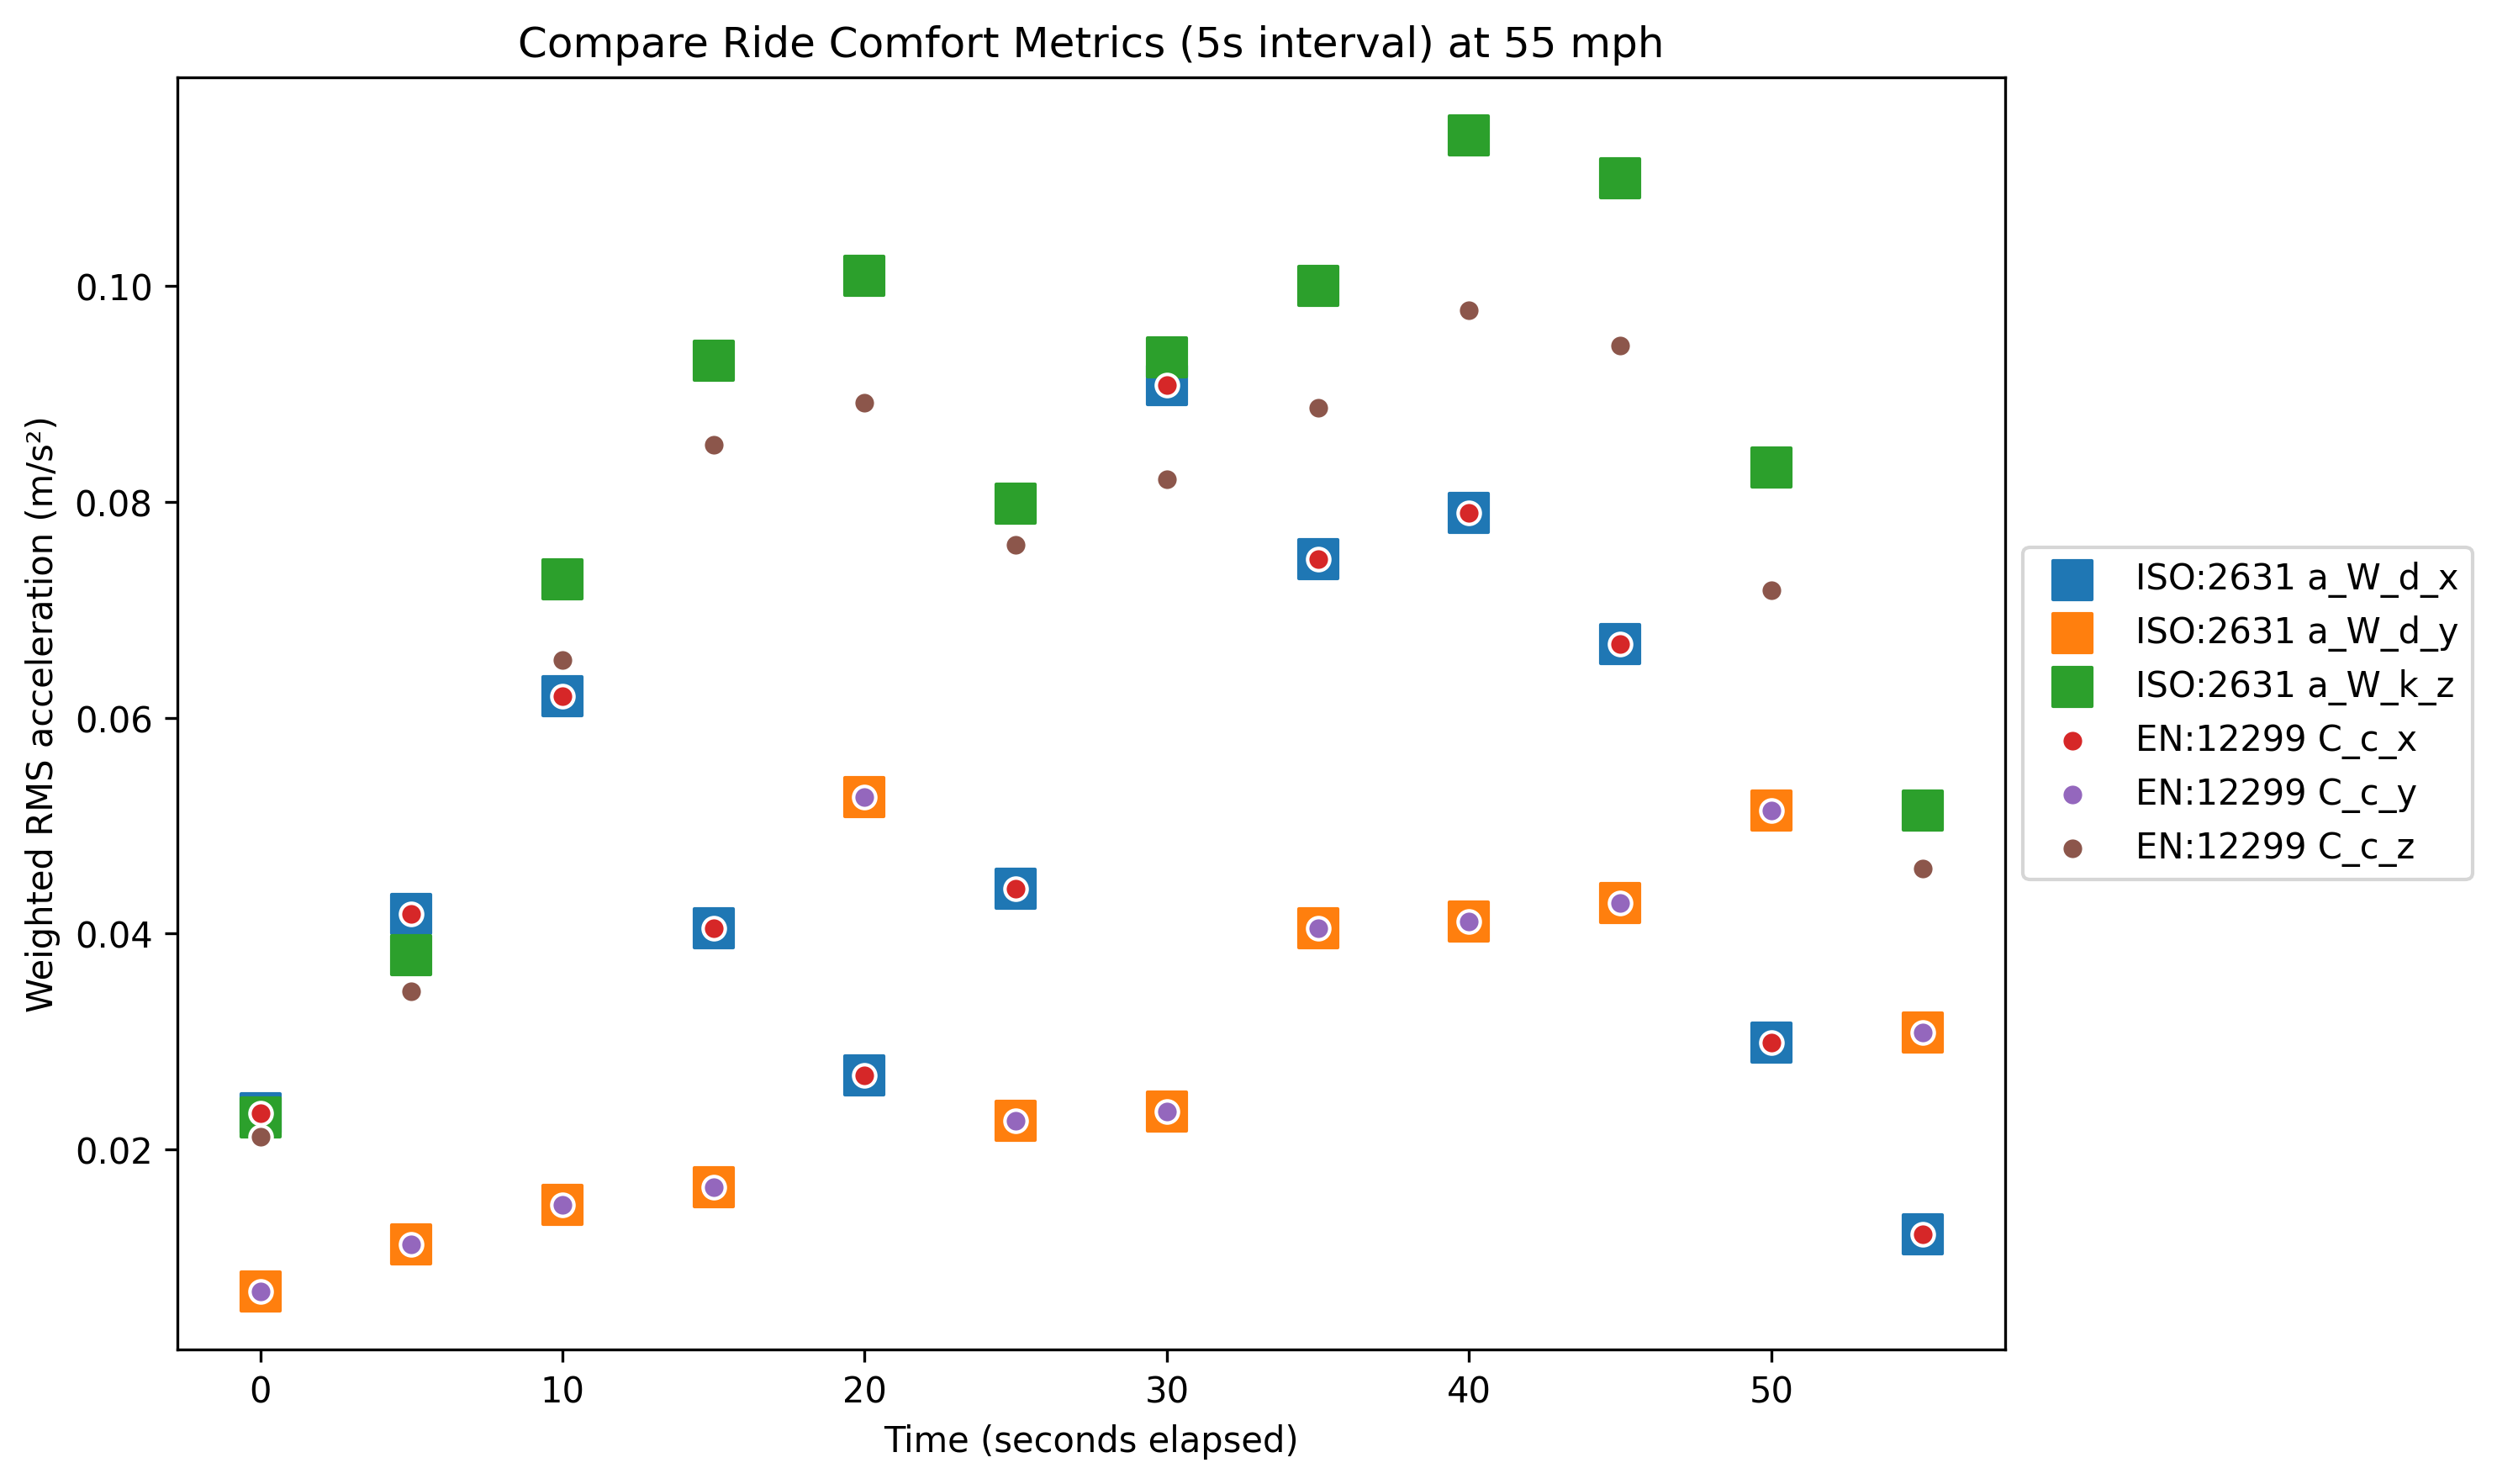 Compare Ride Comfort Metrics (5s interval) at 55 mph
Weighted RMS acceleration (m/s²)
0.10
0.08
0.06
0.04
0.02
0 10 20 30 40 50
Time (seconds elapsed)
ISO:2631 a_W_d_x
ISO:2631 a_W_d_y
ISO:2631 a_W_k_z
EN:12299 C_c_x
EN:12299 C_c_y
EN:12299 C_c_z